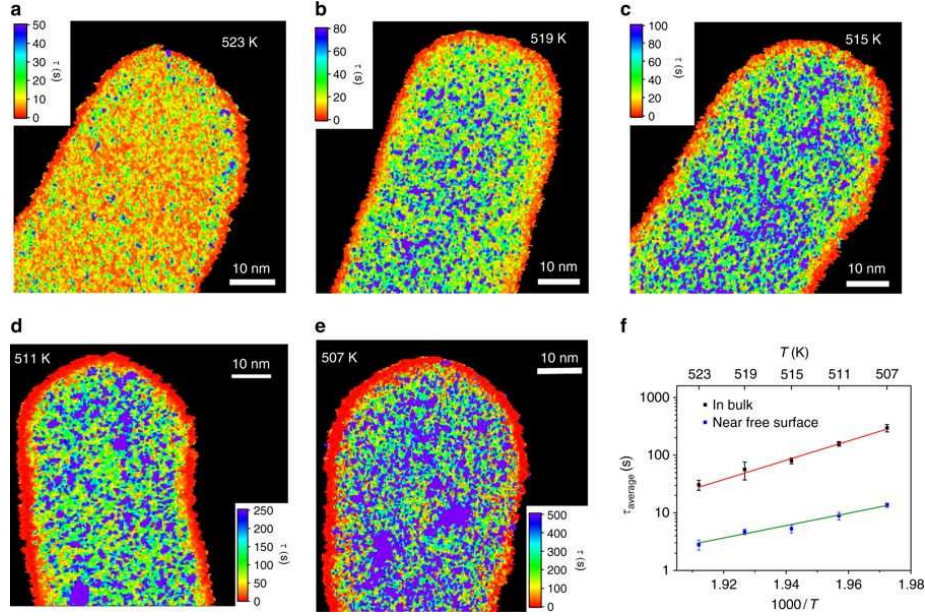 a
50
40
30
20
10
0
τ (s)
523 K
10 nm
b
80
60
40
20
0
τ (s)
519 K
10 nm
c
100
80
60
40
20
0
τ (s)
515 K
10 nm
d
511 K
10 nm
250
200
150
100
50
0
τ (s)
e
507 K
10 nm
500
400
300
200
100
0
τ (s)
f
T (K)
523 519 515 511 507
1000
100
10
1
τaverage (s)
In bulk
Near free surface
1.92 1.94 1.96 1.98
1000/T